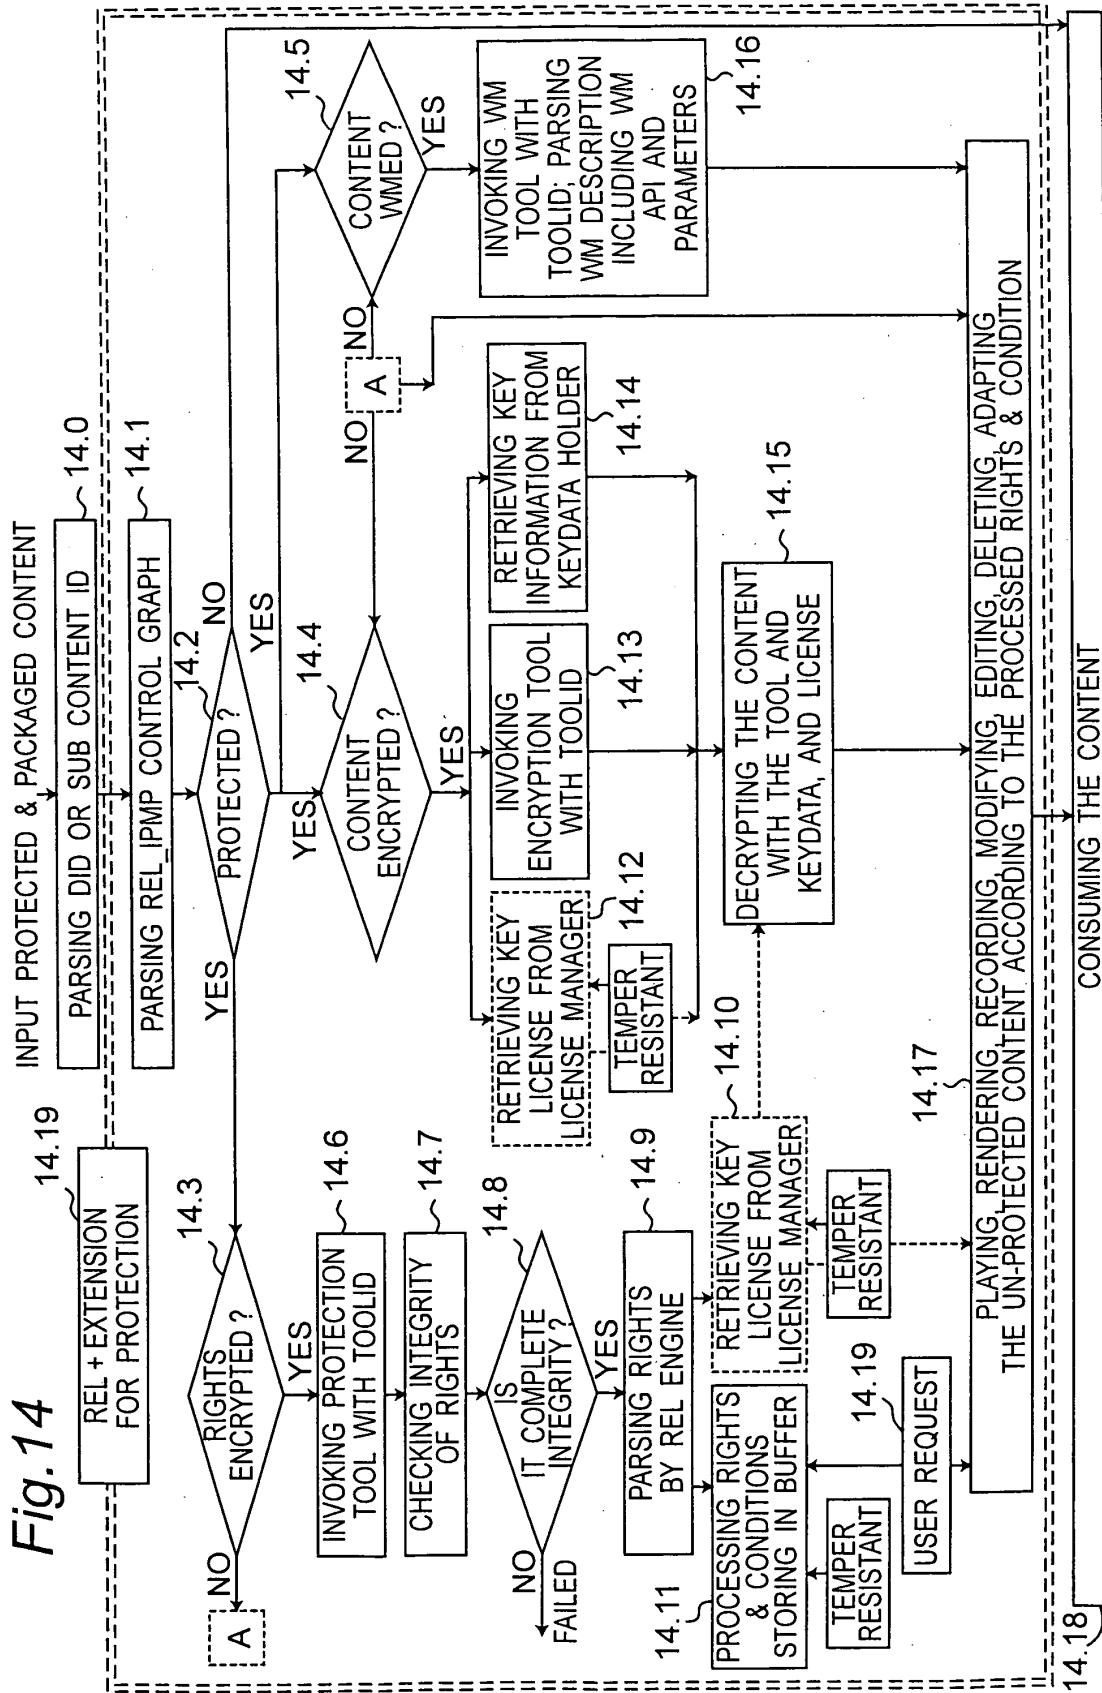 Fig.14
INPUT PROTECTED & PACKAGED CONTENT
REL + EXTENSION
FOR PROTECTION
14.19
PARSING DID OR SUB CONTENT ID
14.0
PARSING REL_IPMP CONTROL GRAPH
14.1
PROTECTED ?
14.2
NO
YES
YES
YES
RIGHTS
ENCRYPTED ?
14.3
NO
A
YES
CONTENT
ENCRYPTED ?
14.4
NO
A
NO
YES
CONTENT
WMED ?
14.5
YES
INVOKING PROTECTION
TOOL WITH TOOLID
14.6
CHECKING INTEGRITY
OF RIGHTS
14.7
IS
IT COMPLETE
INTEGRITY ?
14.8
NO
FAILED
YES
PARSING RIGHTS
BY REL ENGINE
14.9
RETRIEVING KEY
LICENSE FROM
LICENSE MANAGER
14.12
TEMPER
RESISTANT
INVOKING
ENCRYPTION TOOL
WITH TOOLID
14.13
RETRIEVING KEY
INFORMATION FROM
KEYDATA HOLDER
14.14
INVOKING WM
TOOL WITH
TOOLID; PARSING
WM DESCRIPTION
INCLUDING WM
API AND
PARAMETERS
14.16
PROCESSING RIGHTS
& CONDITIONS
STORING IN BUFFER
14.11
TEMPER
RESISTANT
RETRIEVING KEY
LICENSE FROM
LICENSE MANAGER
14.10
TEMPER
RESISTANT
DECRYPTING THE CONTENT
WITH THE TOOL AND
KEYDATA, AND LICENSE
14.15
USER REQUEST
14.19
14.17
PLAYING, RENDERING, RECORDING, MODIFYING, EDITING, DELETING, ADAPTING
THE UN-PROTECTED CONTENT ACCORDING TO THE PROCESSED RIGHTS & CONDITION
14.18
CONSUMING THE CONTENT